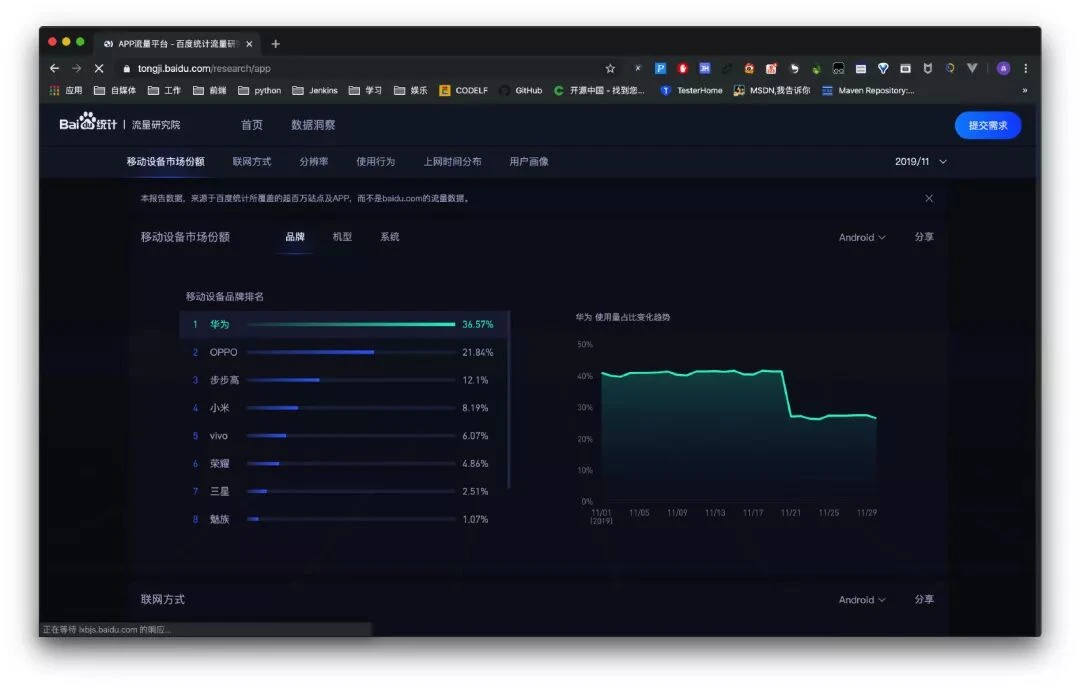 APP流量平台 - 百度统计流量研
tongji.baidu.com/research/app
应用 自媒体 工作 前端 python Jenkins 学习 娱乐 CODELF GitHub 开源中国 - 找到您... TesterHome MSDN,我告诉你 Maven Repository:... »
Bai du 统计 | 流量研究院 首页 数据洞察 提交需求
移动设备市场份额 联网方式 分辨率 使用行为 上网时间分布 用户画像 2019/11
本报告数据，来源于百度统计所覆盖的超百万站点及APP，而不是baidu.com的流量数据。
移动设备市场份额 品牌 机型 系统 Android 分享
移动设备品牌排名
1 华为 36.57%
2 OPPO 21.84%
3 步步高 12.1%
4 小米 8.19%
5 vivo 6.07%
6 荣耀 4.86%
7 三星 2.51%
8 魅族 1.07%
华为 使用量占比变化趋势
50%
40%
30%
20%
10%
0%
11/01 11/05 11/09 11/13 11/17 11/21 11/25 11/29
(2019)
联网方式 Android 分享
正在等待 lxbjs.baidu.com 的响应...